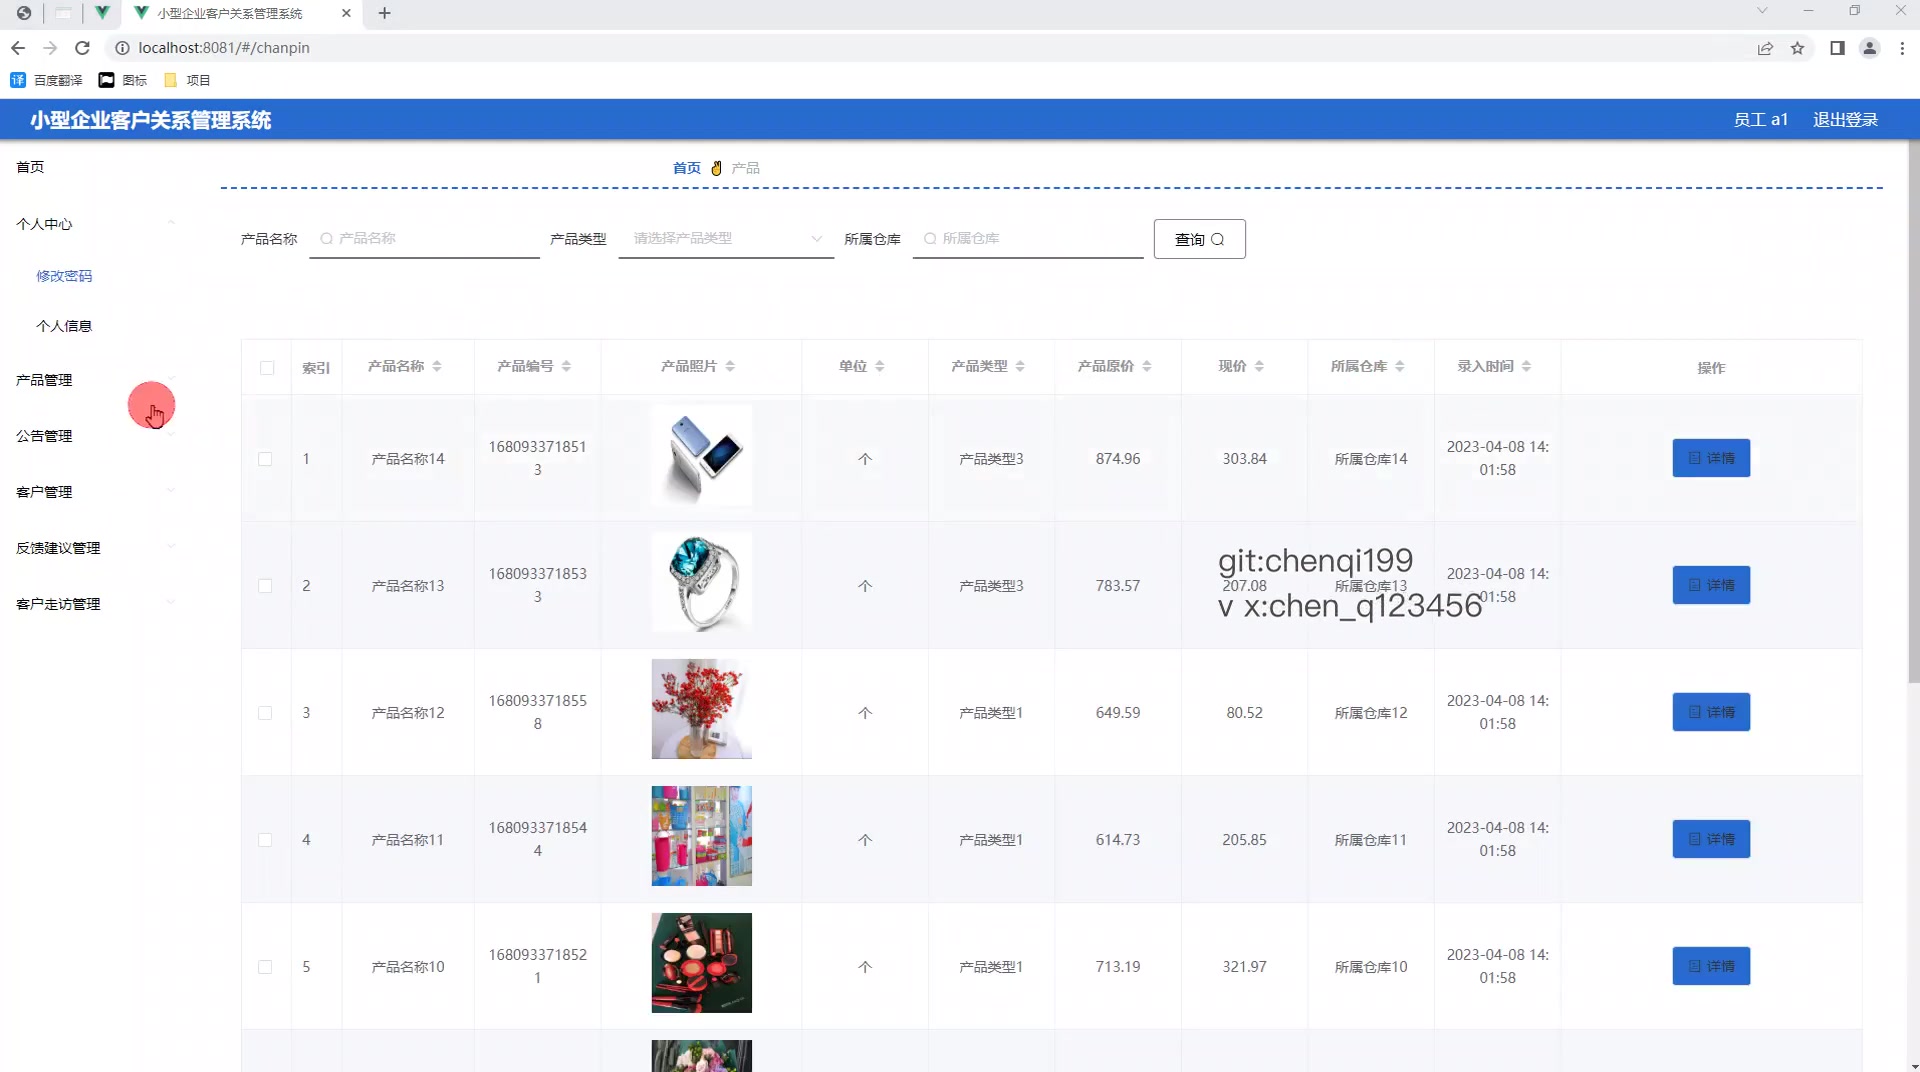 小型企业客户关系管理系统
localhost:8081/#/chanpin
百度翻译
图标
项目
小型企业客户关系管理系统
员工 a1
退出登录
首页
个人中心
修改密码
个人信息
产品管理
公告管理
客户管理
反馈建议管理
客户走访管理
首页
产品
产品名称
产品名称
产品类型
请选择产品类型
所属仓库
所属仓库
查询
索引
产品名称
产品编号
产品照片
单位
产品类型
产品原价
现价
所属仓库
录入时间
操作
1
产品名称14
168093371851
3
个
产品类型3
874.96
303.84
所属仓库14
2023-04-08 14:
01:58
详情
2
产品名称13
168093371853
3
个
产品类型3
783.57
207.08
所属仓库13
2023-04-08 14:
01:58
详情
git:chenqi199
v x:chen_q123456
3
产品名称12
168093371855
8
个
产品类型1
649.59
80.52
所属仓库12
2023-04-08 14:
01:58
详情
4
产品名称11
168093371854
4
个
产品类型1
614.73
205.85
所属仓库11
2023-04-08 14:
01:58
详情
5
产品名称10
168093371852
1
个
产品类型1
713.19
321.97
所属仓库10
2023-04-08 14:
01:58
详情